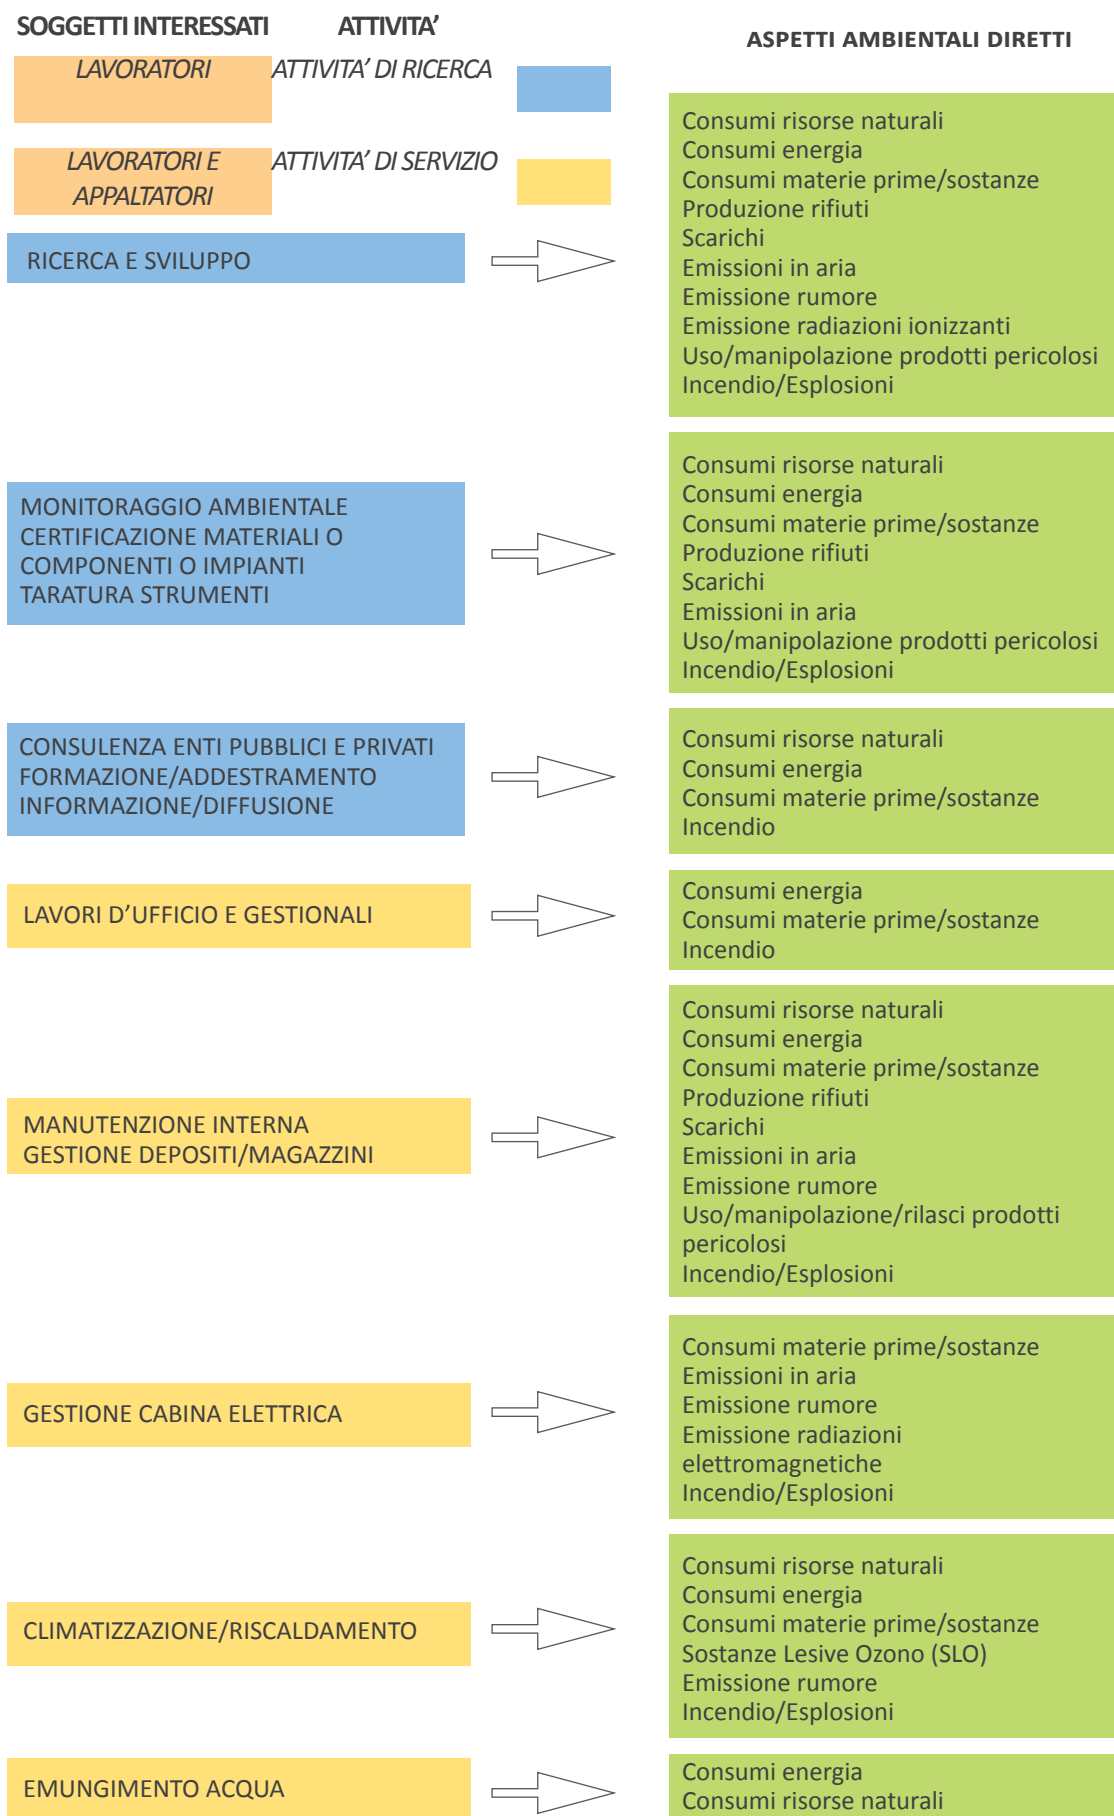 SOGGETTI INTERESSATI
ATTIVITA’
ASPETTI AMBIENTALI DIRETTI
LAVORATORI
ATTIVITA’ DI RICERCA
LAVORATORI E
APPALTATORI
ATTIVITA’ DI SERVIZIO
RICERCA E SVILUPPO
Consumi risorse naturali
Consumi energia
Consumi materie prime/sostanze
Produzione rifiuti
Scarichi
Emissioni in aria
Emissione rumore
Emissione radiazioni ionizzanti
Uso/manipolazione prodotti pericolosi
Incendio/Esplosioni
MONITORAGGIO AMBIENTALE
CERTIFICAZIONE MATERIALI O
COMPONENTI O IMPIANTI
TARATURA STRUMENTI
Consumi risorse naturali
Consumi energia
Consumi materie prime/sostanze
Produzione rifiuti
Scarichi
Emissioni in aria
Uso/manipolazione prodotti pericolosi
Incendio/Esplosioni
CONSULENZA ENTI PUBBLICI E PRIVATI
FORMAZIONE/ADDESTRAMENTO
INFORMAZIONE/DIFFUSIONE
Consumi risorse naturali
Consumi energia
Consumi materie prime/sostanze
Incendio
LAVORI D’UFFICIO E GESTIONALI
Consumi energia
Consumi materie prime/sostanze
Incendio
MANUTENZIONE INTERNA
GESTIONE DEPOSITI/MAGAZZINI
Consumi risorse naturali
Consumi energia
Consumi materie prime/sostanze
Produzione rifiuti
Scarichi
Emissioni in aria
Emissione rumore
Uso/manipolazione/rilasci prodotti
pericolosi
Incendio/Esplosioni
GESTIONE CABINA ELETTRICA
Consumi materie prime/sostanze
Emissioni in aria
Emissione rumore
Emissione radiazioni
elettromagnetiche
Incendio/Esplosioni
CLIMATIZZAZIONE/RISCALDAMENTO
Consumi risorse naturali
Consumi energia
Consumi materie prime/sostanze
Sostanze Lesive Ozono (SLO)
Emissione rumore
Incendio/Esplosioni
EMUNGIMENTO ACQUA
Consumi energia
Consumi risorse naturali